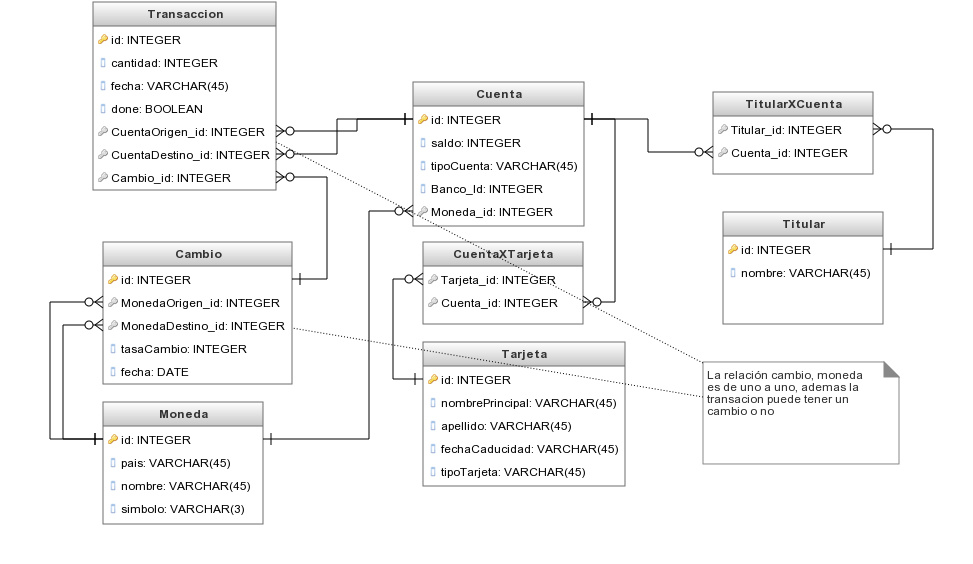 Transaccion
id: INTEGER
cantidad: INTEGER
fecha: VARCHAR(45)
done: BOOLEAN
CuentaOrigen_id: INTEGER
CuentaDestino_id: INTEGER
Cambio_id: INTEGER
Cuenta
id: INTEGER
saldo: INTEGER
tipoCuenta: VARCHAR(45)
Banco_Id: INTEGER
Moneda_id: INTEGER
TitularXCuenta
Titular_id: INTEGER
Cuenta_id: INTEGER
Titular
id: INTEGER
nombre: VARCHAR(45)
Cambio
id: INTEGER
MonedaOrigen_id: INTEGER
MonedaDestino_id: INTEGER
tasaCambio: INTEGER
fecha: DATE
CuentaXTarjeta
Tarjeta_id: INTEGER
Cuenta_id: INTEGER
Tarjeta
id: INTEGER
nombrePrincipal: VARCHAR(45)
apellido: VARCHAR(45)
fechaCaducidad: VARCHAR(45)
tipoTarjeta: VARCHAR(45)
La relación cambio, moneda
es de uno a uno, ademas la
transacion puede tener un
cambio o no
Moneda
id: INTEGER
pais: VARCHAR(45)
nombre: VARCHAR(45)
simbolo: VARCHAR(3)